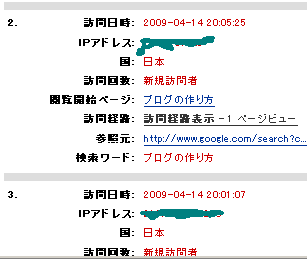 2. 訪問日時: 2009-04-14 20:05:25
IPアドレス:
国: 日本
訪問回数: 新規訪問者
閲覧開始ページ: ブログの作り方
訪問経路: 訪問経路表示 - 1 ページビュー
参照元: http://www.google.com/search?c...
検索ワード: ブログの作り方
3. 訪問日時: 2009-04-14 20:01:07
IPアドレス:
国: 日本
訪問回数: 新規訪問者